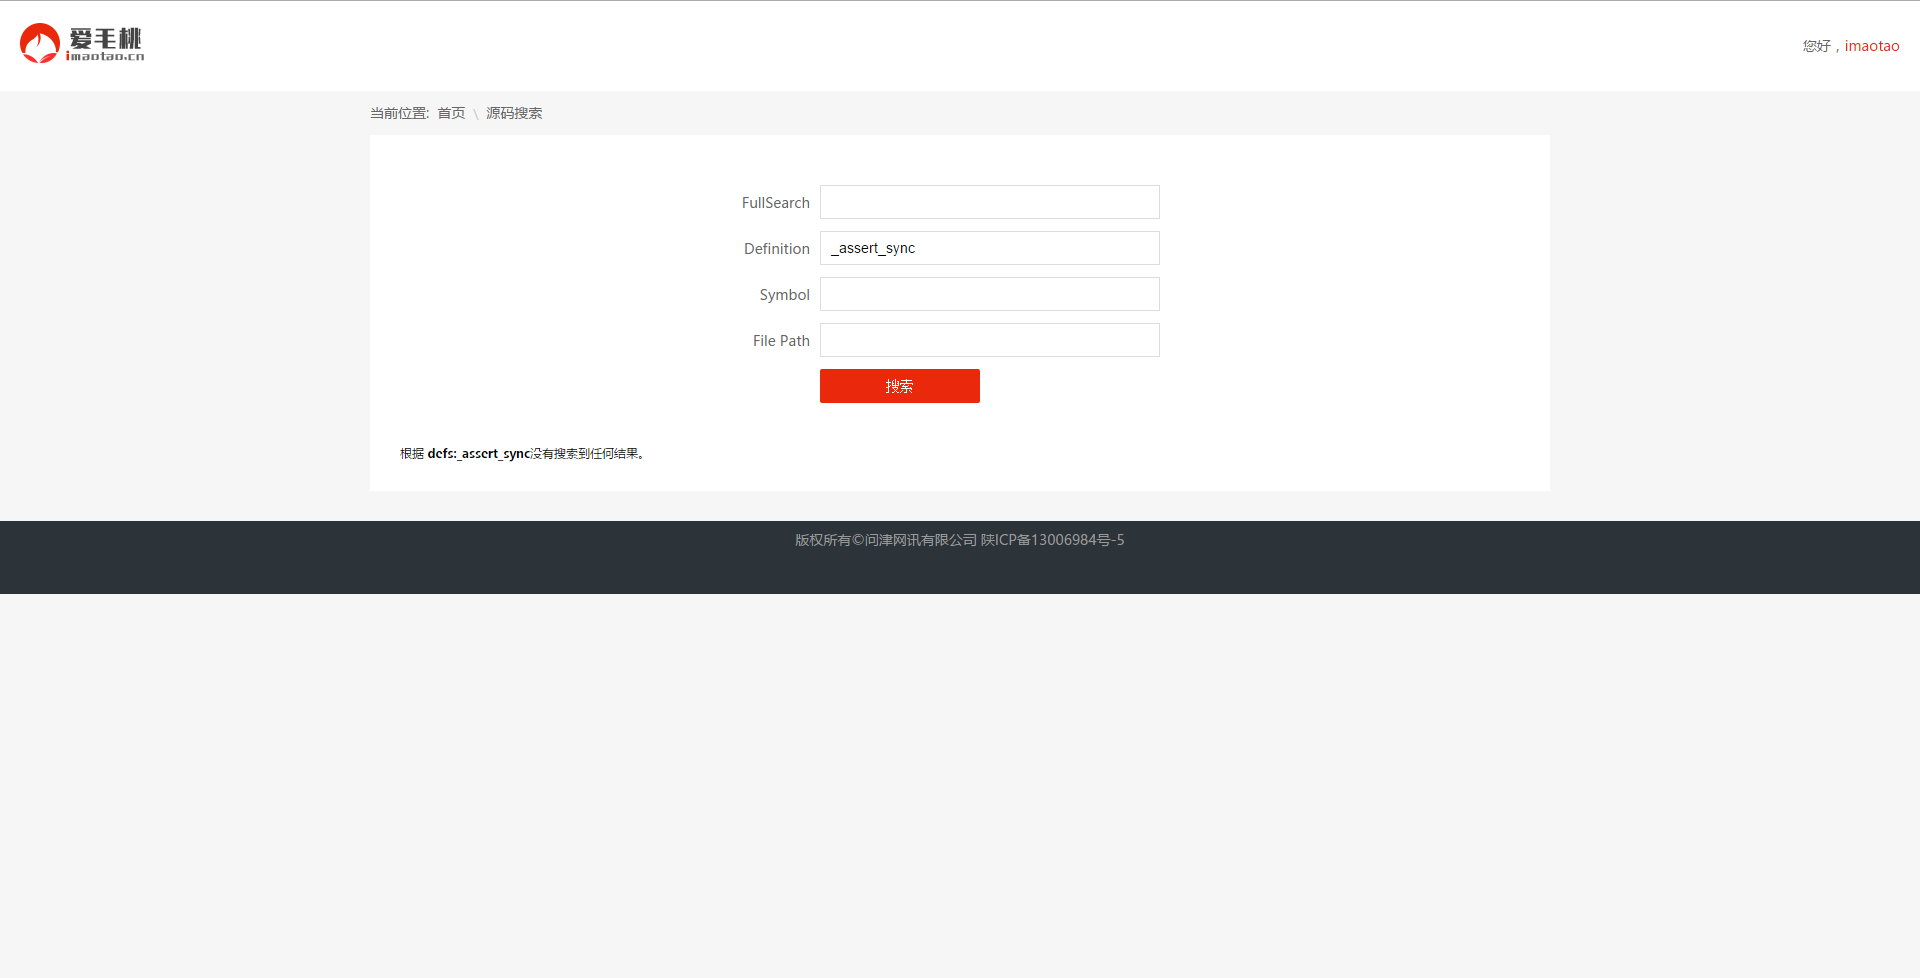 爱毛桃
imaotao.cn
您好，imaotao
当前位置: 首页 \ 源码搜索
FullSearch
Definition _assert_sync
Symbol
File Path
搜索
根据 defs:_assert_sync没有搜索到任何结果。
版权所有©问津网讯有限公司 陕ICP备13006984号-5